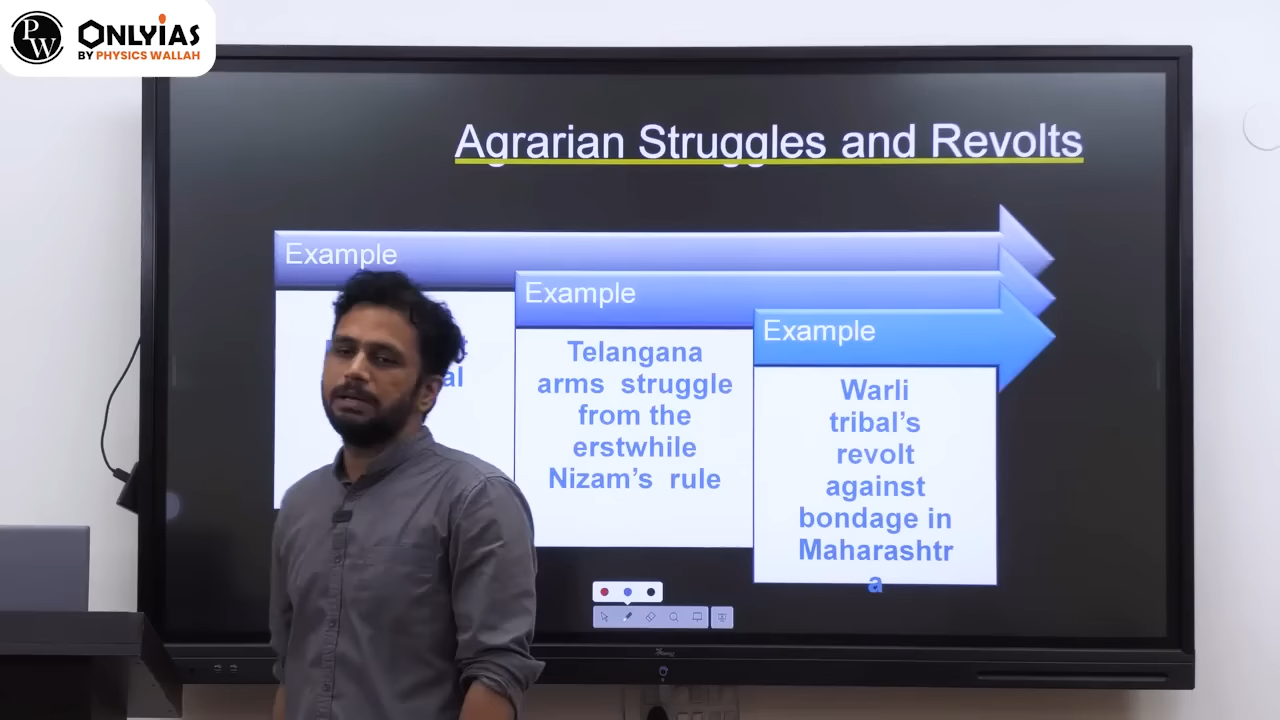 PW
ONLYIAS
BY PHYSICS WALLAH
Agrarian Struggles and Revolts
Example
Example
Telangana
arms struggle
from the
erstwhile
Nizam’s rule
Example
Warli
tribal’s
revolt
against
bondage in
Maharashtr
a